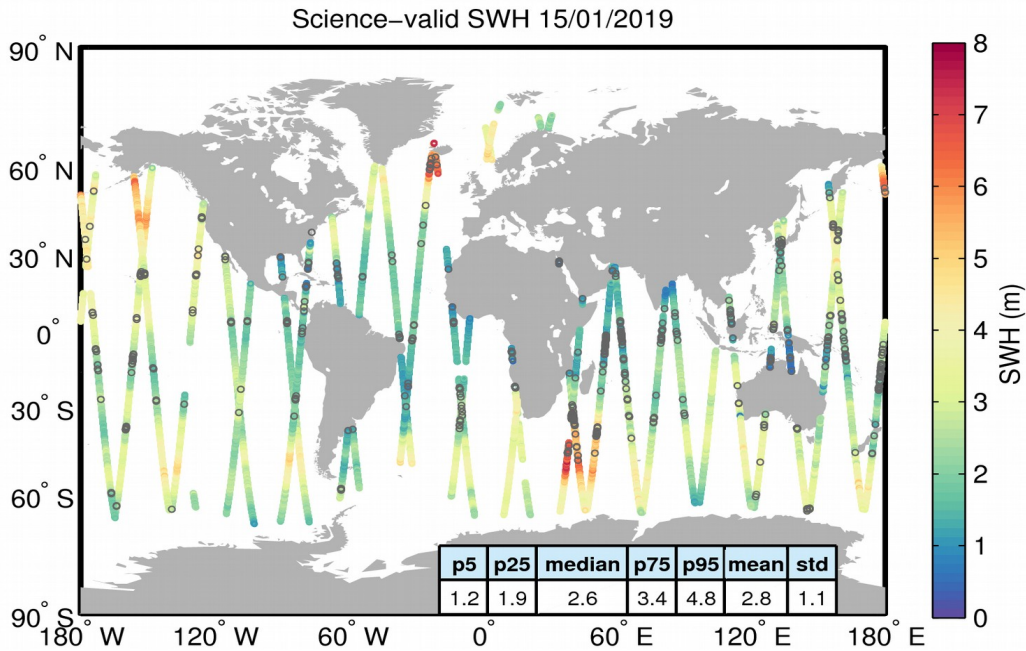 Science−valid SWH 15/01/2019
90° N
60° N
30° N
0°
30° S
60° S
90° S
180° W
120° W
60° W
0°
60° E
120° E
180° E
p5 p25 median p75 p95 mean std
1.2 1.9 2.6 3.4 4.8 2.8 1.1
8
7
6
5
4
3
2
1
0
SWH (m)